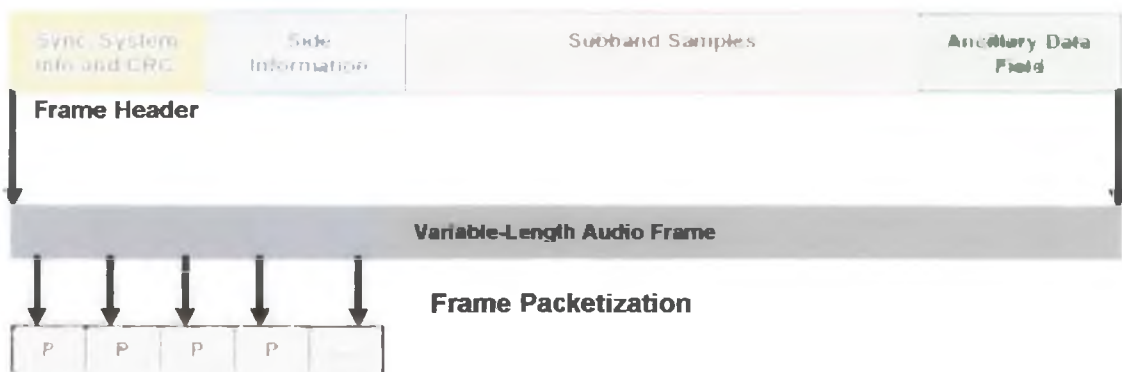 Sync, System
Info and CRC
Side
Information
Subband Samples
Ancillary Data
Field
Frame Header
Variable-Length Audio Frame
Frame Packetization
P
P
P
P